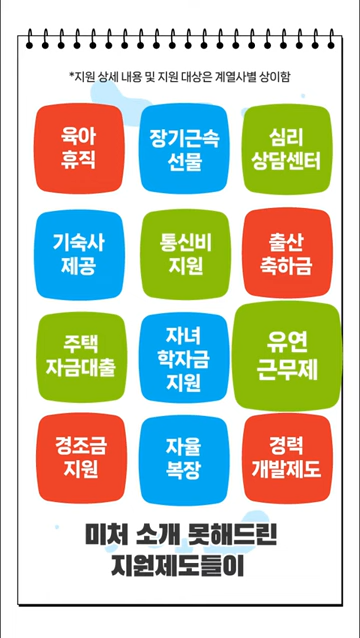 *지원 상세 내용 및 지원 대상은 계열사별 상이함
육아
휴직
장기근속
선물
심리
상담센터
기숙사
제공
통신비
지원
출산
축하금
주택
자금대출
자녀
학자금
지원
유연
근무제
경조금
지원
자율
복장
경력
개발제도
미처 소개 못해드린
지원제도들이